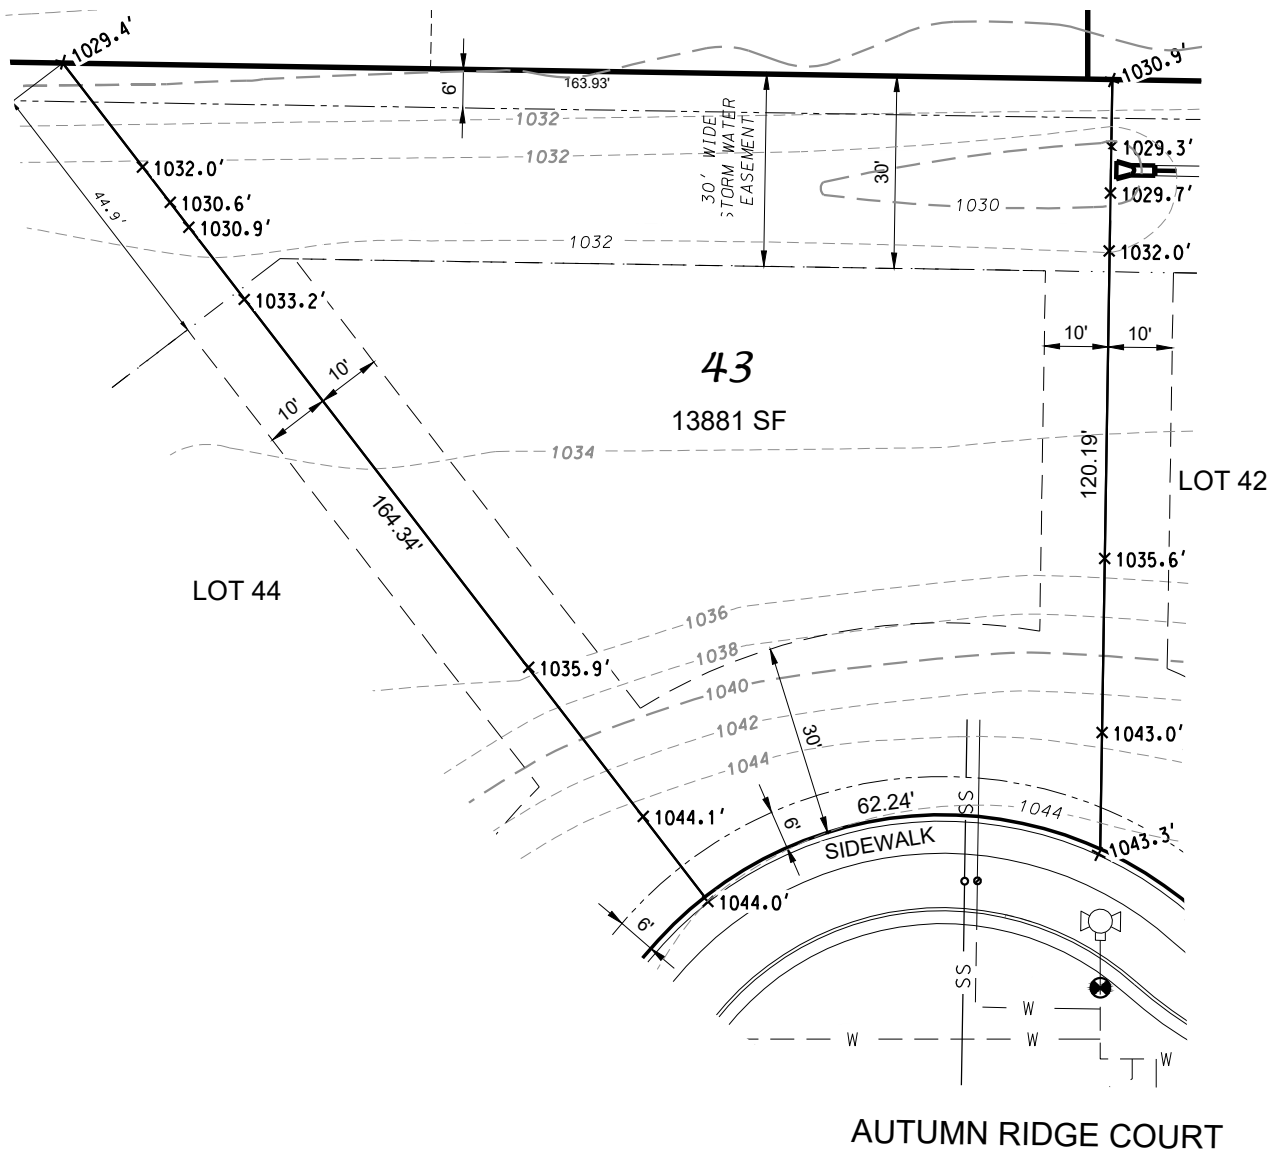 1029.4'
1030.9'
6'
163.93'
1032
30' WIDE
STORM WATER
EASEMENT
30'
1029.3'
1032
1032.0'
1029.7'
1030.6'
1030
44.9'
1030.9'
1032
1032.0'
1033.2'
10'
10'
10'
10'
43
13881 SF
1034
120.19'
LOT 42
164.34'
LOT 44
1035.6'
1036
1038
1035.9'
1040
1042
30'
1043.0'
1044
SS
62.24'
1044
1044.1'
6'
SIDEWALK
1043.3'
1044.0'
6'
SS
W
W
W
W
AUTUMN RIDGE COURT